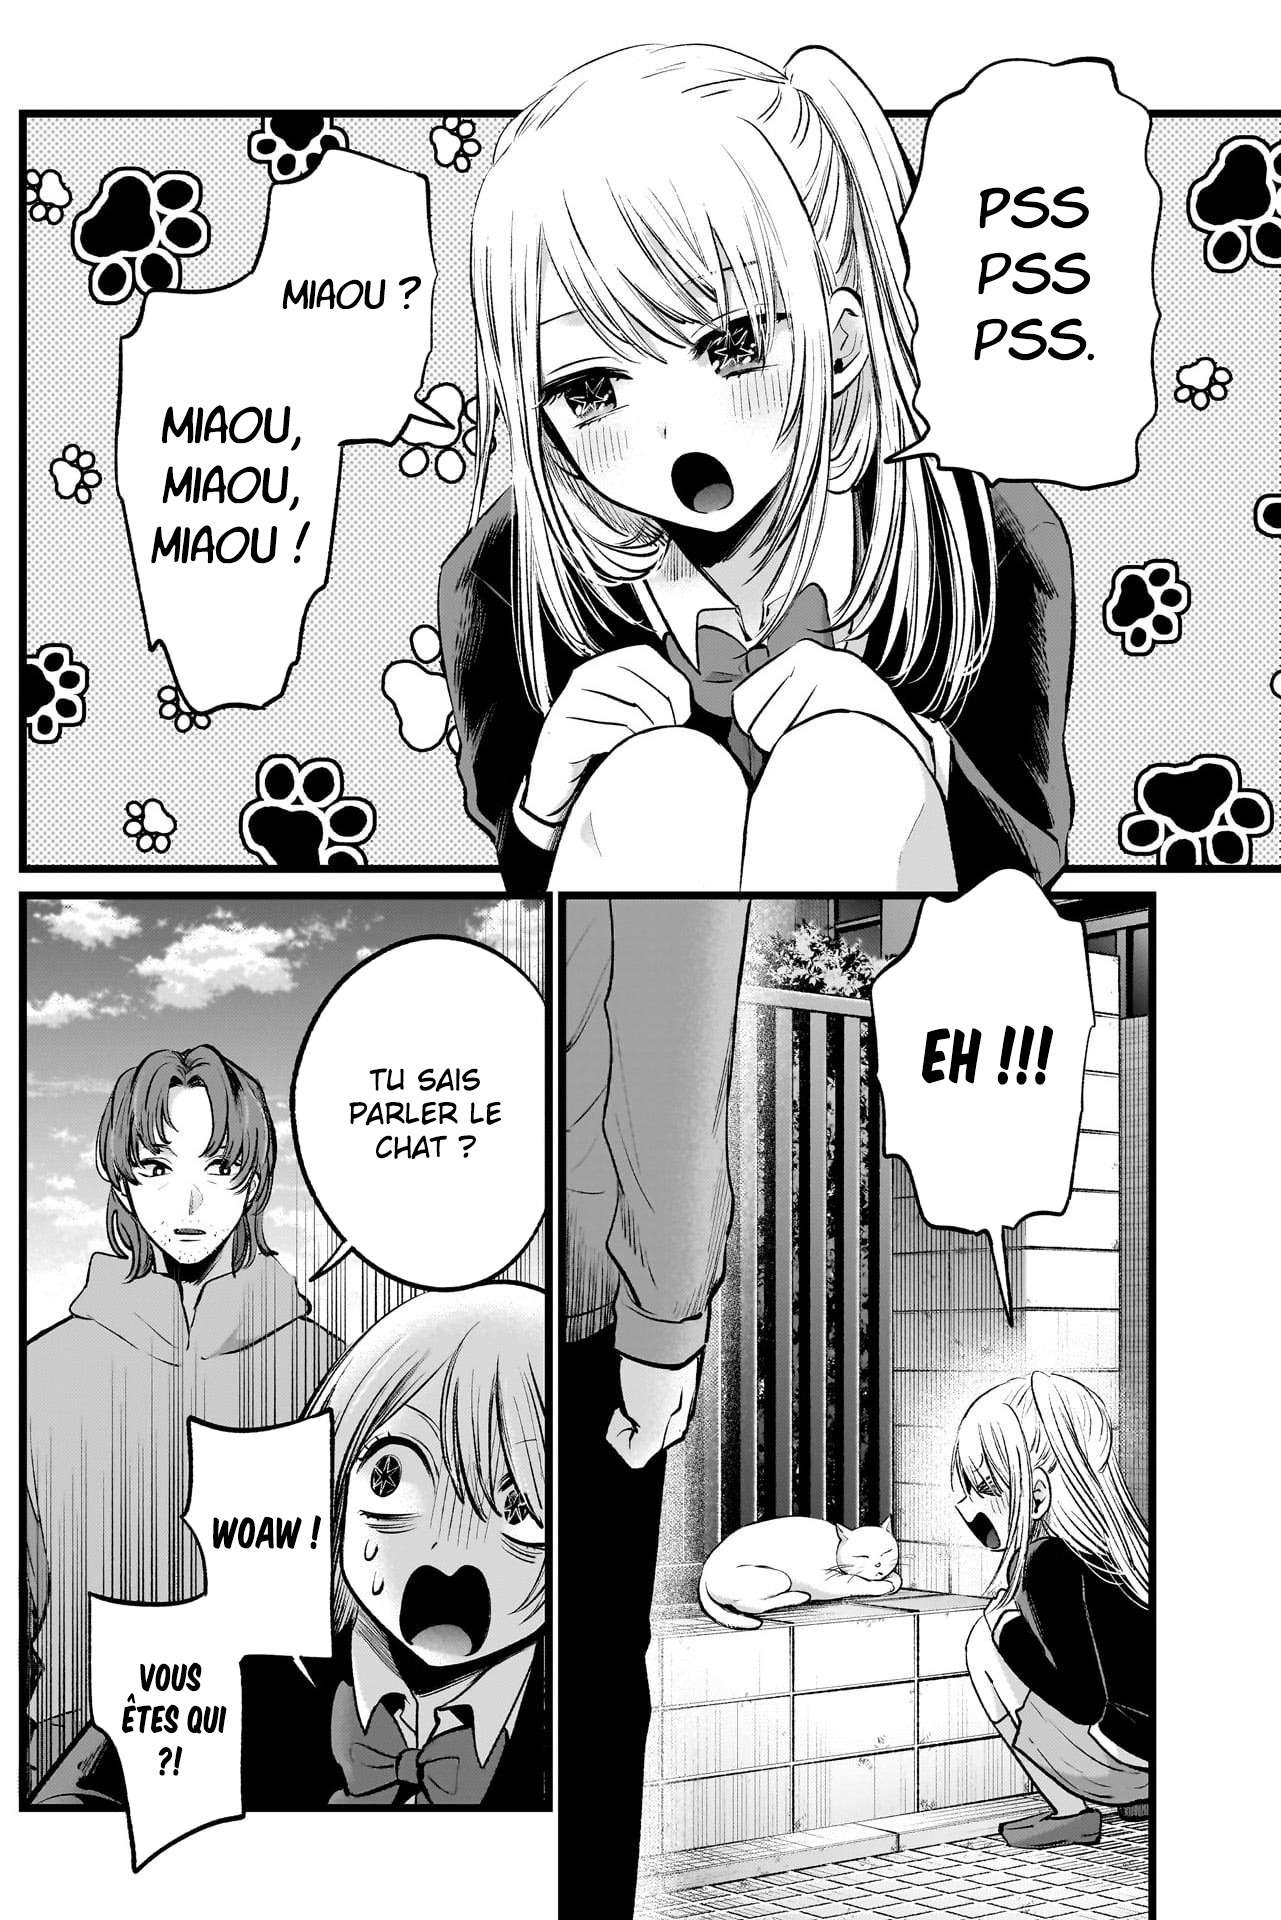 PSS
PSS
PSS.
MIAOU ?
MIAOU,
MIAOU,
MIAOU !
EH !!!
TU SAIS
PARLER LE
CHAT ?
WOAW !
VOUS
ÊTES QUI
?!